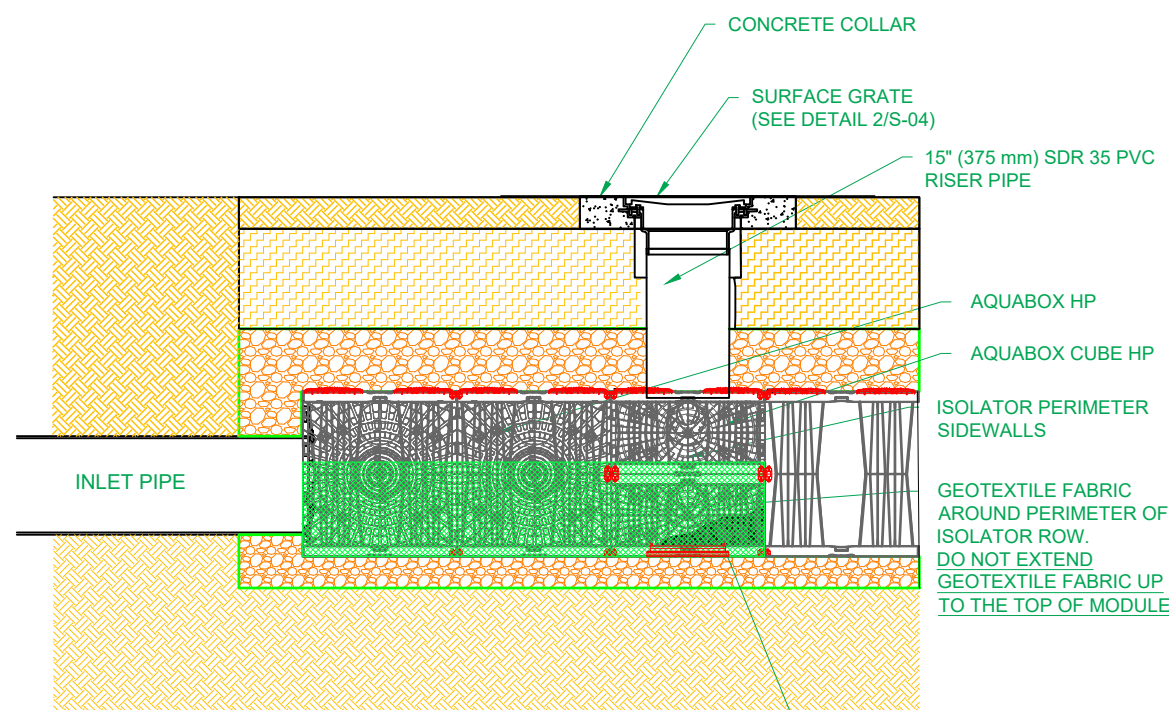 CONCRETE COLLAR
SURFACE GRATE
(SEE DETAIL 2/S-04)
15" (375 mm) SDR 35 PVC
RISER PIPE
AQUABOX HP
AQUABOX CUBE HP
ISOLATOR PERIMETER
SIDEWALLS
INLET PIPE
GEOTEXTILE FABRIC
AROUND PERIMETER OF
ISOLATOR ROW.
DO NOT EXTEND
GEOTEXTILE FABRIC UP
TO THE TOP OF MODULE